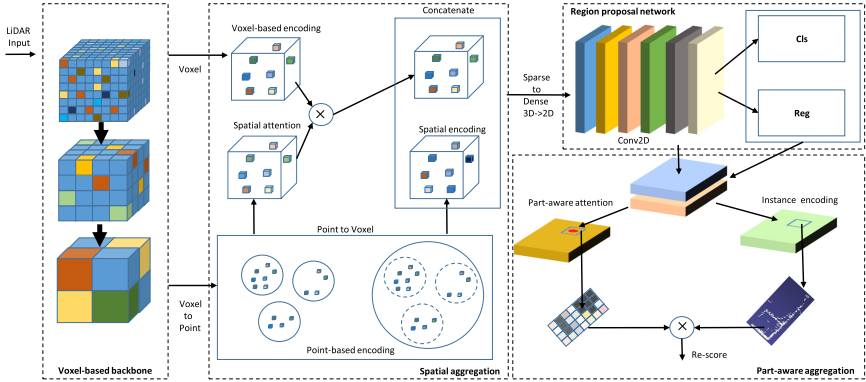 LiDAR
Input
Voxel-based backbone
Voxel
Voxel
to
Point
Voxel-based encoding
Spatial attention
Concatenate
Spatial encoding
Point to Voxel
Point-based encoding
Spatial aggregation
Sparse
to
Dense
3D->2D
Region proposal network
Conv2D
Cls
Reg
Part-aware attention
Instance encoding
Re-score
Part-aware aggregation